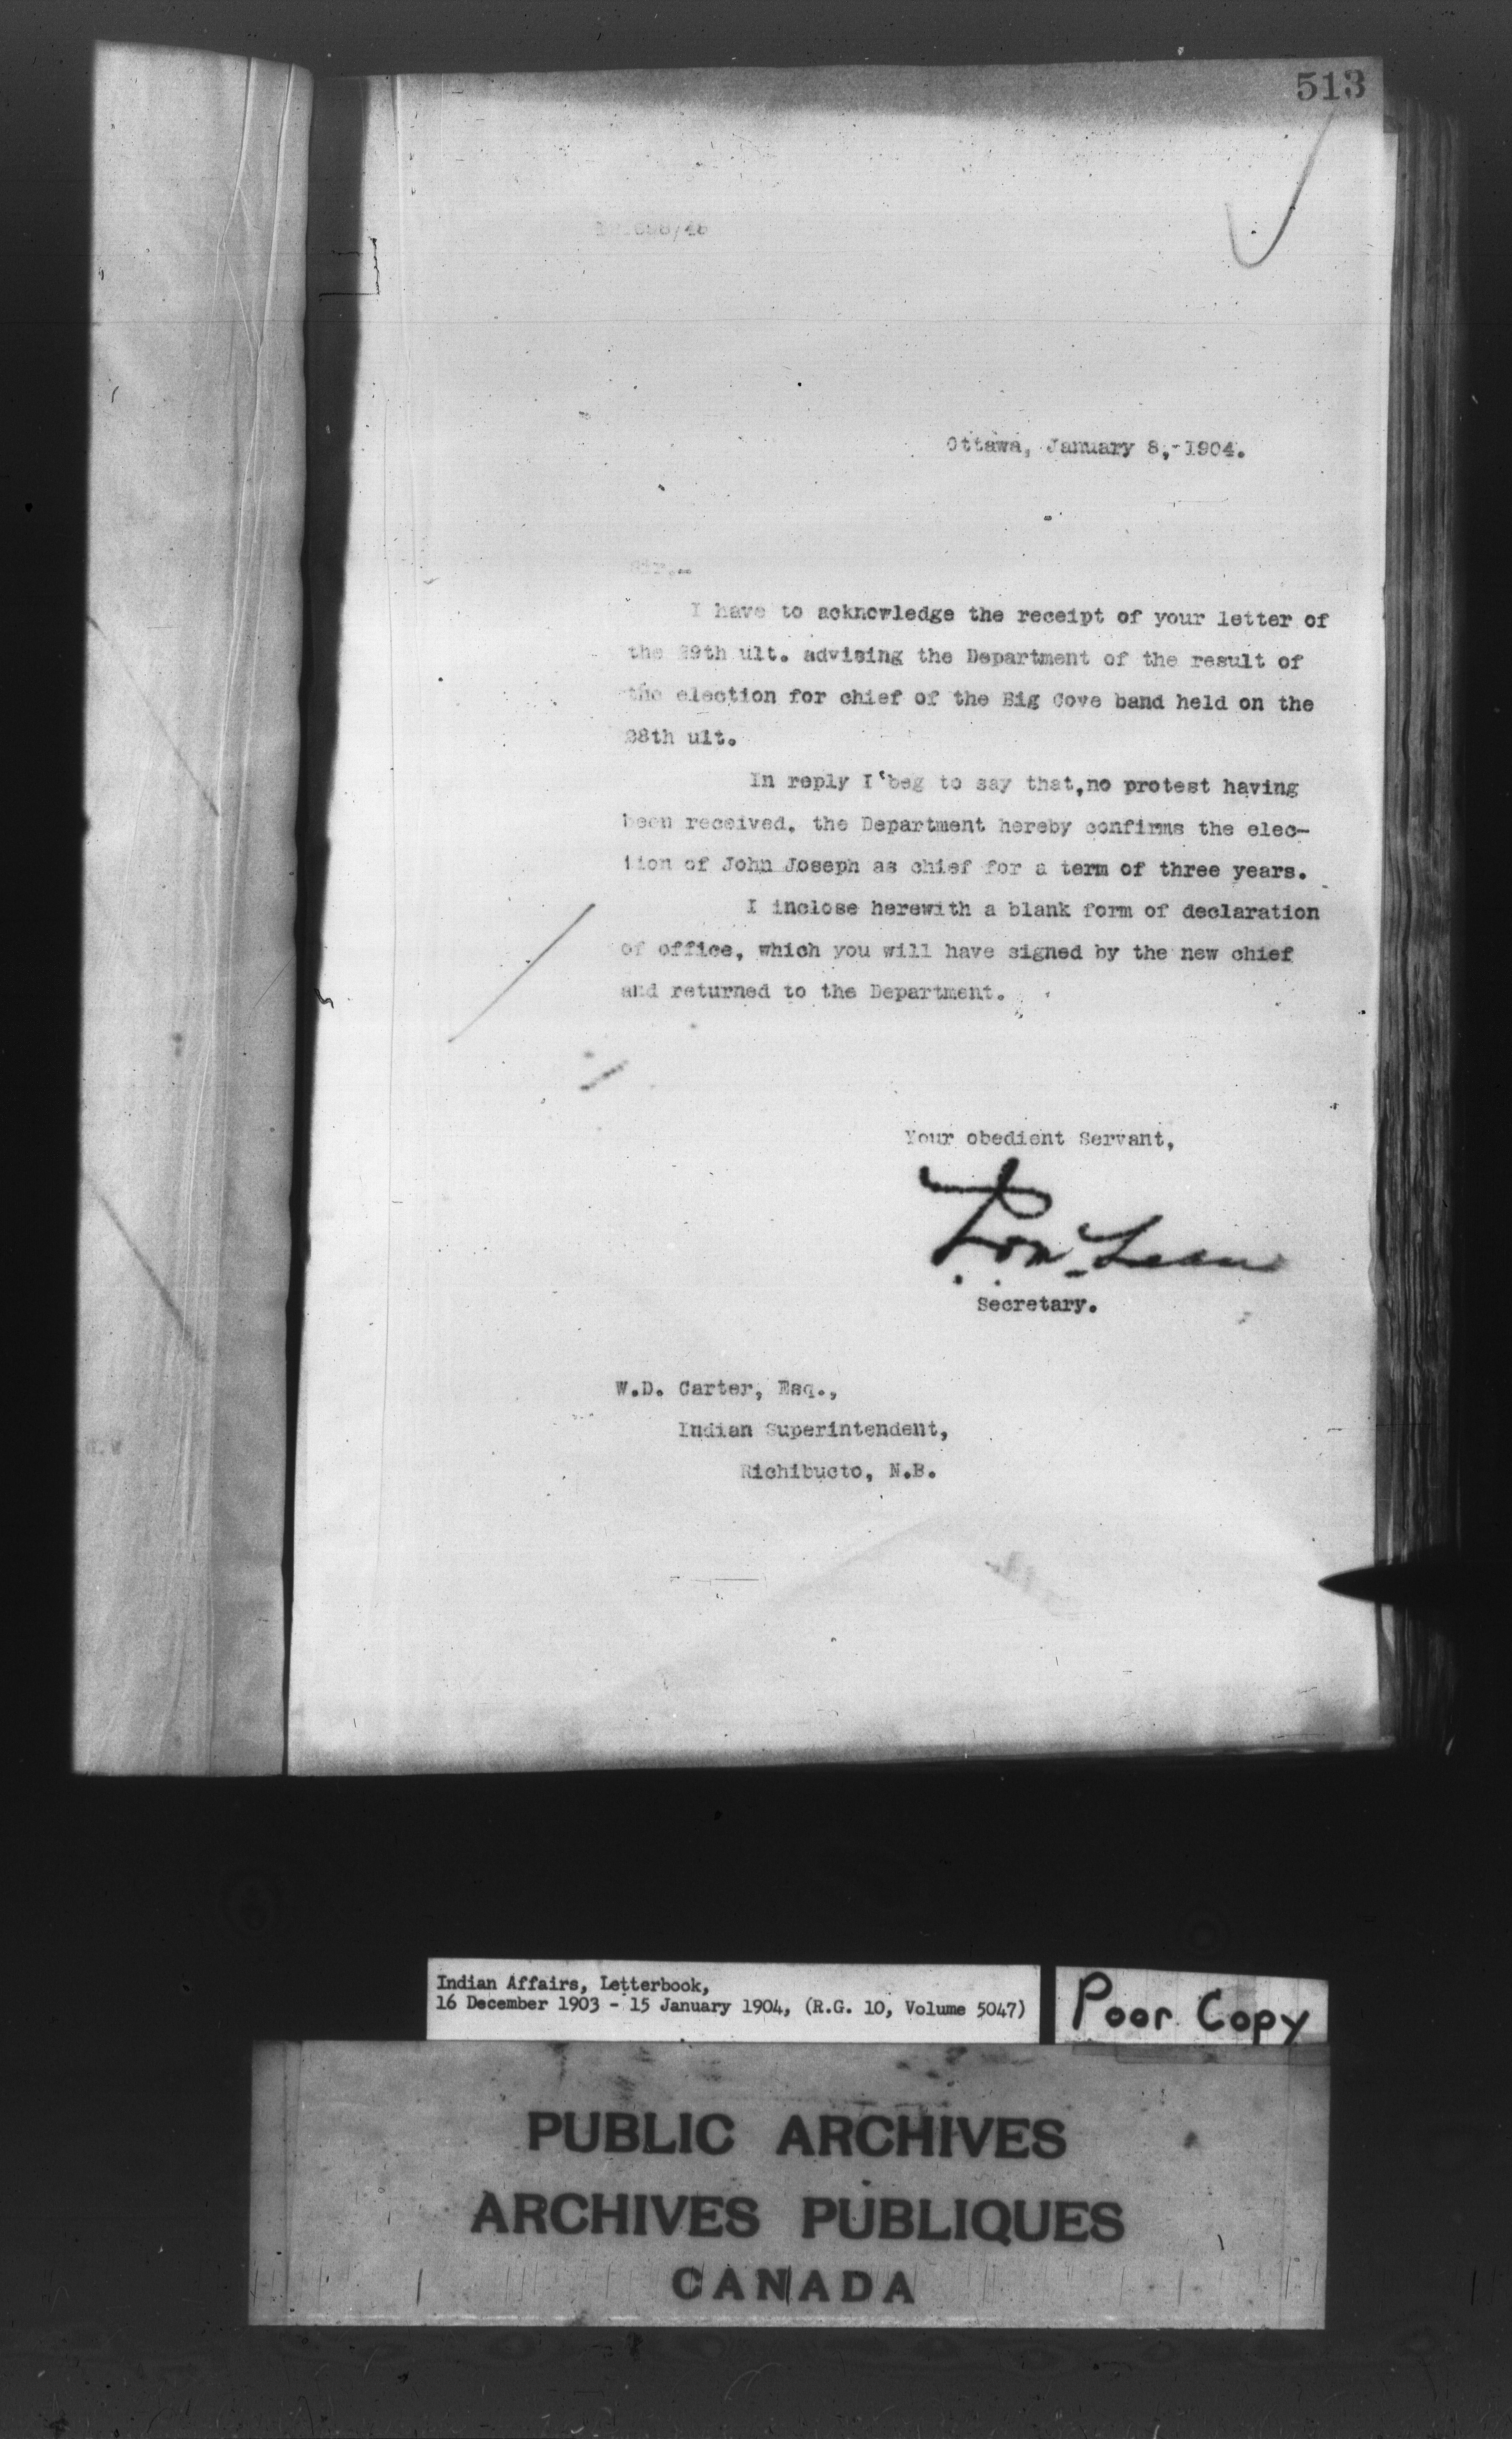 513
Ottawa, January 8,-1904.
Sir,-
I have to acknowledge the receipt of your letter of
the 29th ult. advising the Department of the result of
the election for chief of the Big Cove band held on the
28th ult.
In reply I beg to say that, no protest having
been received, the Department hereby confirms the elec-
tion of John Joseph as chief for a term of three years.
I inclose herewith a blank form of declaration
of office, which you will have signed by the new chief
and returned to the Department.
Your obedient Servant,
Secretary.
W.D. Carter, Esq.,
Indian Superintendent,
Richibucto, N.B.
Indian Affairs, Letterbook,
16 December 1903 - 15 January 1904, (R.G. 10, Volume 5047)
Poor Copy
PUBLIC ARCHIVES
ARCHIVES PUBLIQUES
CANADA